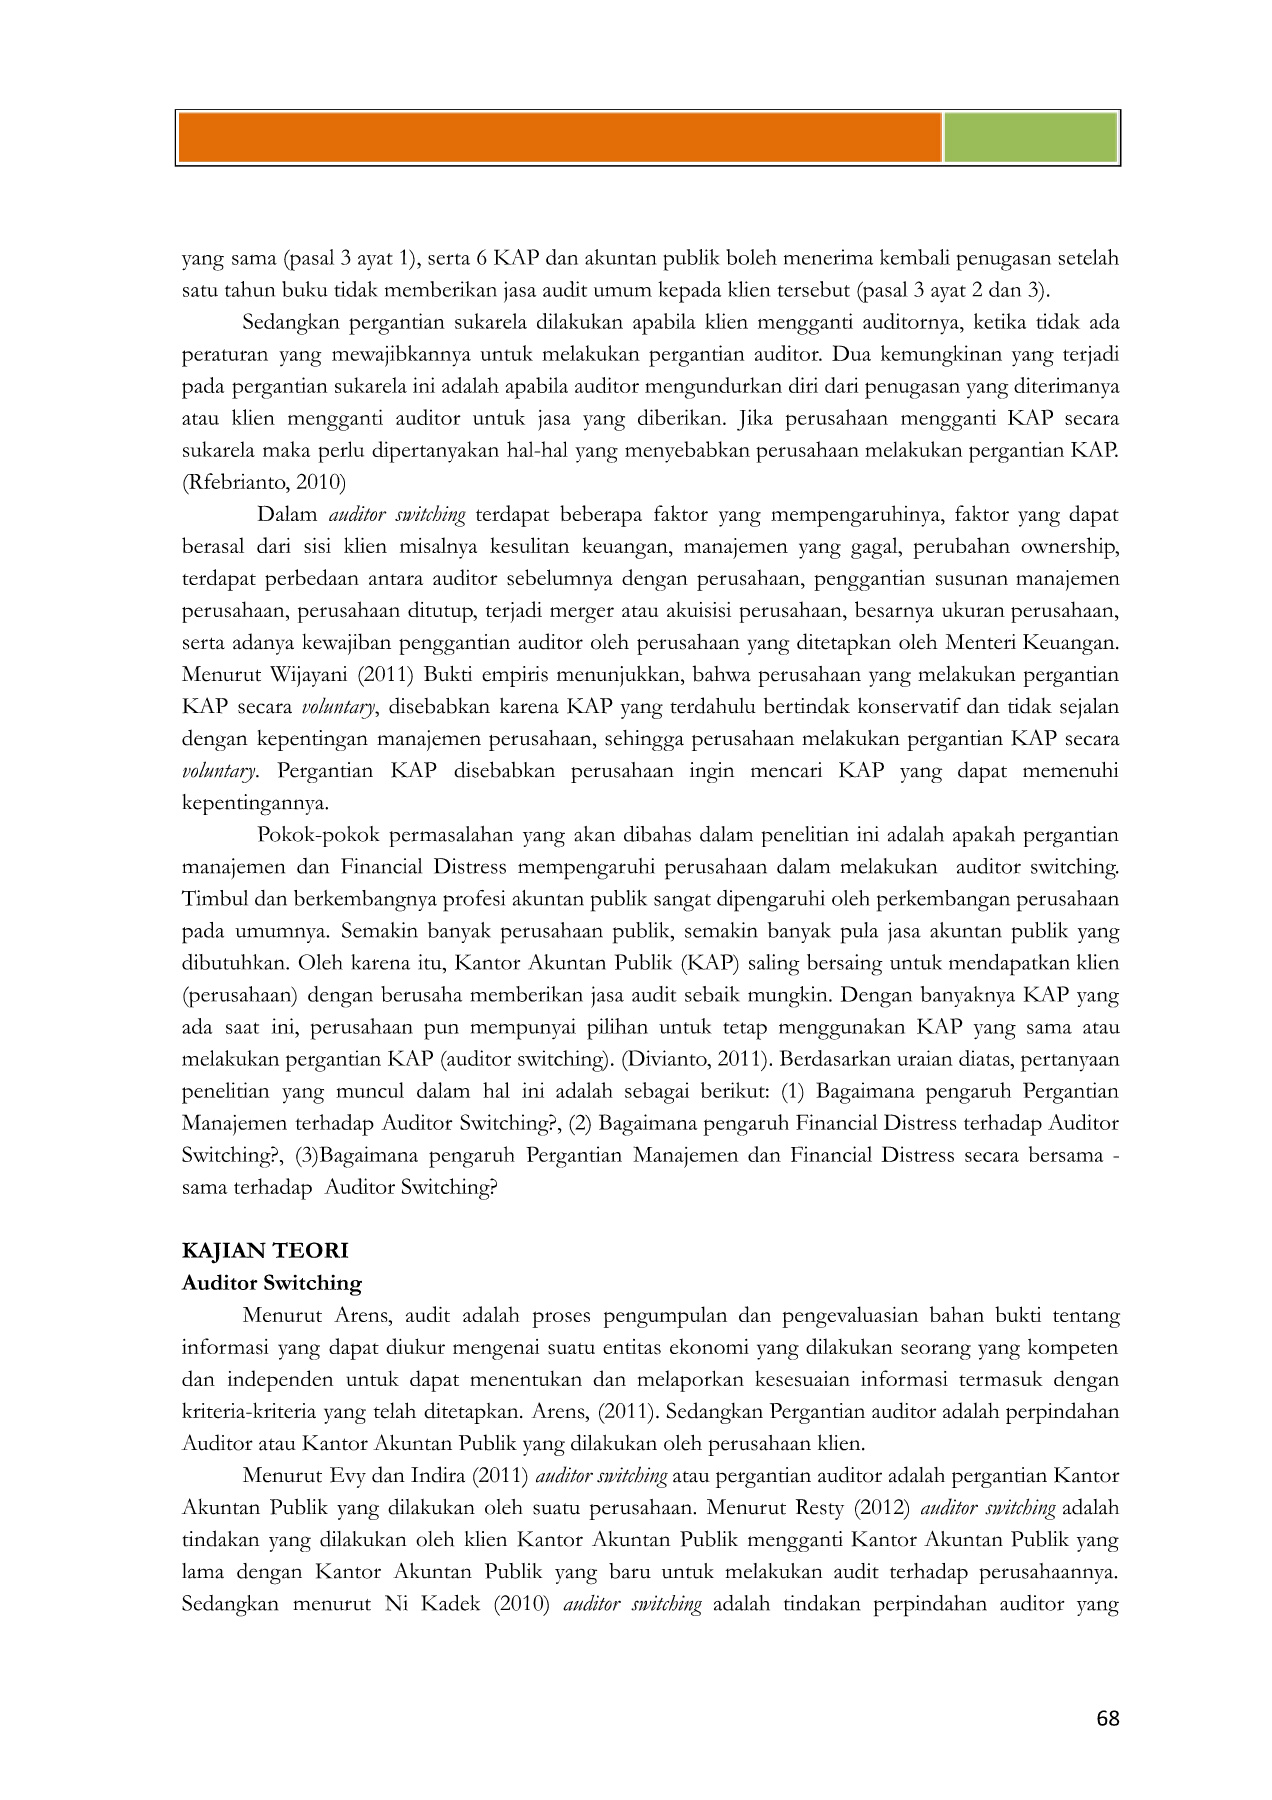 yang sama (pasal 3 ayat 1), serta 6 KAP dan akuntan publik boleh menerima kembali penugasan setelah
satu tahun buku tidak memberikan jasa audit umum kepada klien tersebut (pasal 3 ayat 2 dan 3).
Sedangkan pergantian sukarela dilakukan apabila klien mengganti auditornya, ketika tidak ada
peraturan yang mewajibkannya untuk melakukan pergantian auditor. Dua kemungkinan yang terjadi
pada pergantian sukarela ini adalah apabila auditor mengundurkan diri dari penugasan yang diterimanya
atau klien mengganti auditor untuk jasa yang diberikan. Jika perusahaan mengganti KAP secara
sukarela maka perlu dipertanyakan hal-hal yang menyebabkan perusahaan melakukan pergantian KAP.
(Rfebrianto, 2010)
Dalam auditor switching terdapat beberapa faktor yang mempengaruhinya, faktor yang dapat
berasal dari sisi klien misalnya kesulitan keuangan, manajemen yang gagal, perubahan ownership,
terdapat perbedaan antara auditor sebelumnya dengan perusahaan, penggantian susunan manajemen
perusahaan, perusahaan ditutup, terjadi merger atau akuisisi perusahaan, besarnya ukuran perusahaan,
serta adanya kewajiban penggantian auditor oleh perusahaan yang ditetapkan oleh Menteri Keuangan.
Menurut Wijayani (2011) Bukti empiris menunjukkan, bahwa perusahaan yang melakukan pergantian
KAP secara voluntary, disebabkan karena KAP yang terdahulu bertindak konservatif dan tidak sejalan
dengan kepentingan manajemen perusahaan, sehingga perusahaan melakukan pergantian KAP secara
voluntary. Pergantian KAP disebabkan perusahaan ingin mencari KAP yang dapat memenuhi
kepentingannya.
Pokok-pokok permasalahan yang akan dibahas dalam penelitian ini adalah apakah pergantian
manajemen dan Financial Distress mempengaruhi perusahaan dalam melakukan auditor switching.
Timbul dan berkembangnya profesi akuntan publik sangat dipengaruhi oleh perkembangan perusahaan
pada umumnya. Semakin banyak perusahaan publik, semakin banyak pula jasa akuntan publik yang
dibutuhkan. Oleh karena itu, Kantor Akuntan Publik (KAP) saling bersaing untuk mendapatkan klien
(perusahaan) dengan berusaha memberikan jasa audit sebaik mungkin. Dengan banyaknya KAP yang
ada saat ini, perusahaan pun mempunyai pilihan untuk tetap menggunakan KAP yang sama atau
melakukan pergantian KAP (auditor switching). (Divianto, 2011). Berdasarkan uraian diatas, pertanyaan
penelitian yang muncul dalam hal ini adalah sebagai berikut: (1) Bagaimana pengaruh Pergantian
Manajemen terhadap Auditor Switching?, (2) Bagaimana pengaruh Financial Distress terhadap Auditor
Switching?, (3)Bagaimana pengaruh Pergantian Manajemen dan Financial Distress secara bersama -
sama terhadap Auditor Switching?
KAJIAN TEORI
Auditor Switching
Menurut Arens, audit adalah proses pengumpulan dan pengevaluasian bahan bukti tentang
informasi yang dapat diukur mengenai suatu entitas ekonomi yang dilakukan seorang yang kompeten
dan independen untuk dapat menentukan dan melaporkan kesesuaian informasi termasuk dengan
kriteria-kriteria yang telah ditetapkan. Arens, (2011). Sedangkan Pergantian auditor adalah perpindahan
Auditor atau Kantor Akuntan Publik yang dilakukan oleh perusahaan klien.
Menurut Evy dan Indira (2011) auditor switching atau pergantian auditor adalah pergantian Kantor
Akuntan Publik yang dilakukan oleh suatu perusahaan. Menurut Resty (2012) auditor switching adalah
tindakan yang dilakukan oleh klien Kantor Akuntan Publik mengganti Kantor Akuntan Publik yang
lama dengan Kantor Akuntan Publik yang baru untuk melakukan audit terhadap perusahaannya.
Sedangkan menurut Ni Kadek (2010) auditor switching adalah tindakan perpindahan auditor yang
68